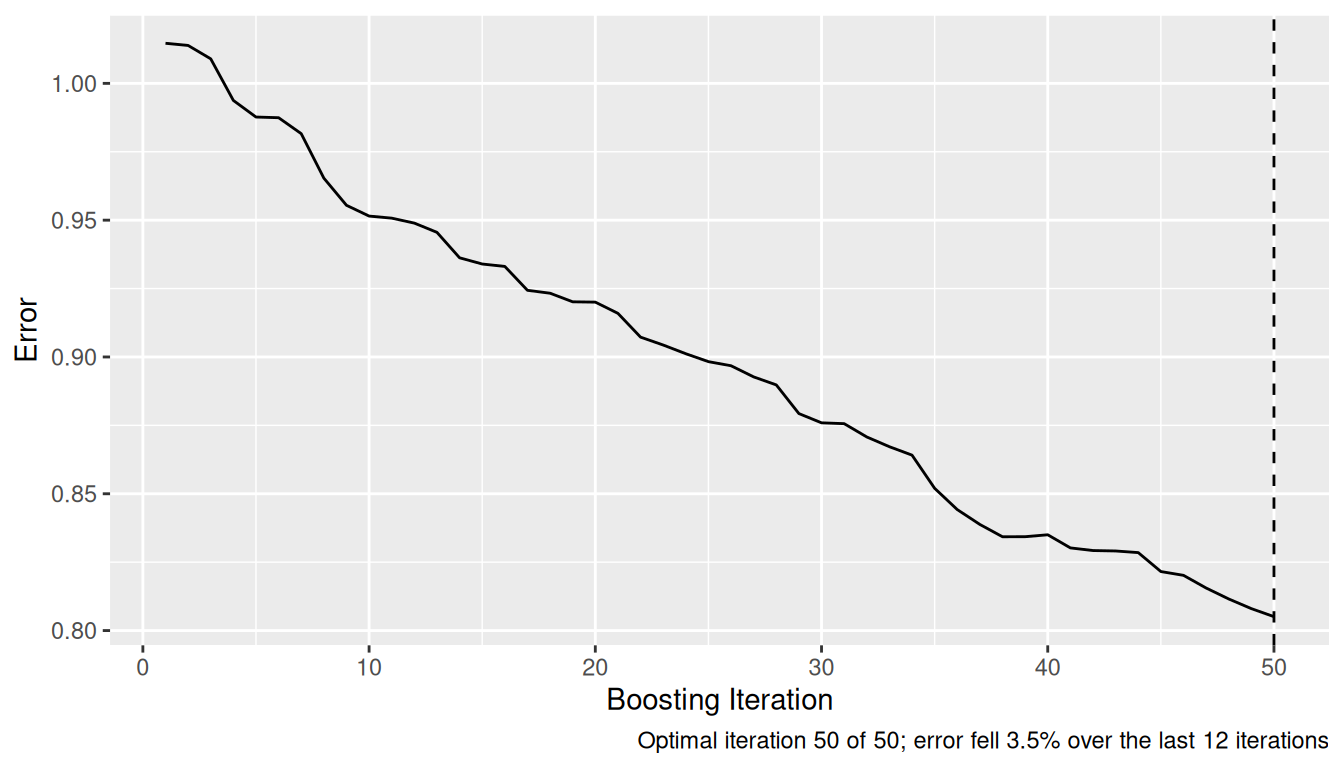 1.00
0.95
0.90
0.85
0.80
Error
0 10 20 30 40 50
Boosting Iteration
Optimal iteration 50 of 50; error fell 3.5% over the last 12 iterations